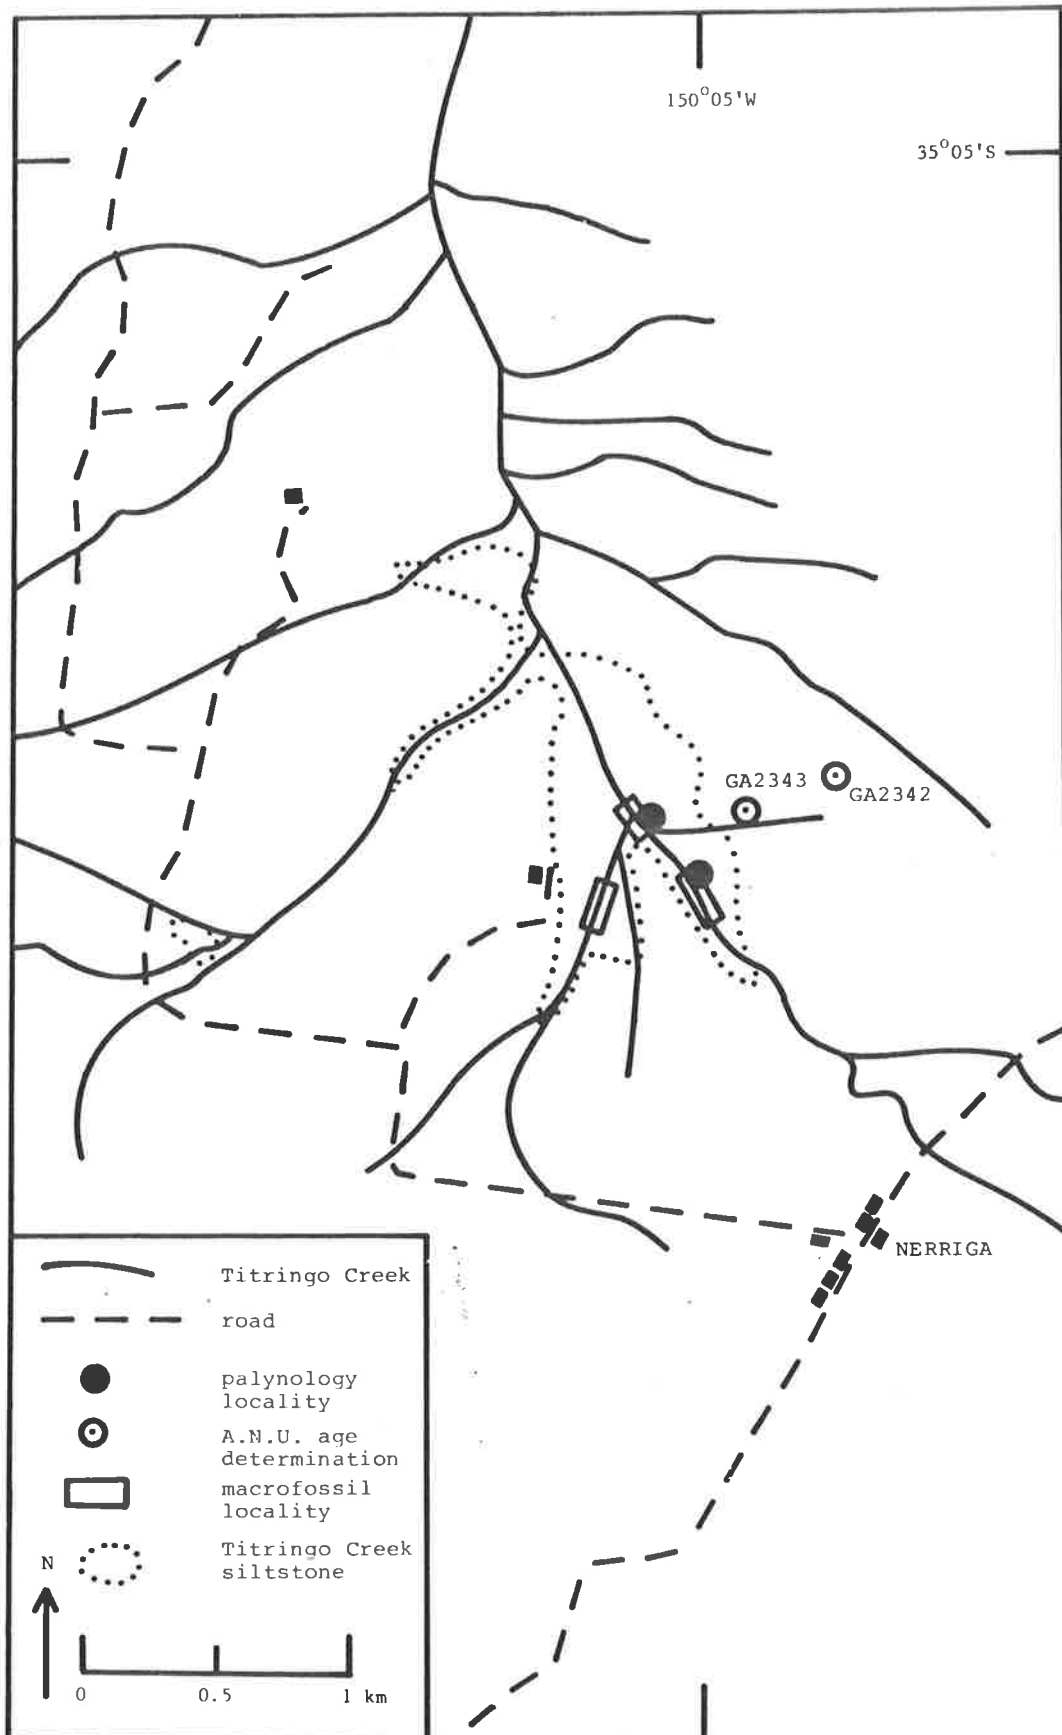 150°05'W
35°05'S
GA2343
GA2342
NERRIGA
Titringo Creek
road
palynology
locality
A.N.U. age
determination
macrofossil
locality
Titringo Creek
siltstone
N
0 0.5 1 km